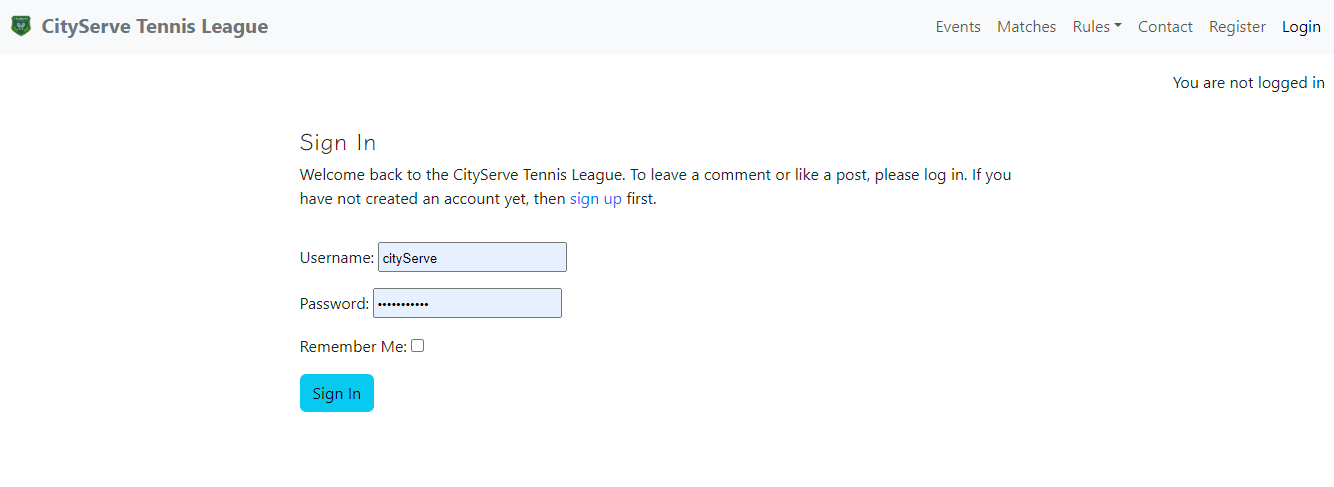 CityServe Tennis League
Events Matches Rules Contact Register Login
You are not logged in
Sign In
Welcome back to the CityServe Tennis League. To leave a comment or like a post, please log in. If you
have not created an account yet, then sign up first.
Username: cityServe
Password: •••••••••••
Remember Me:
Sign In